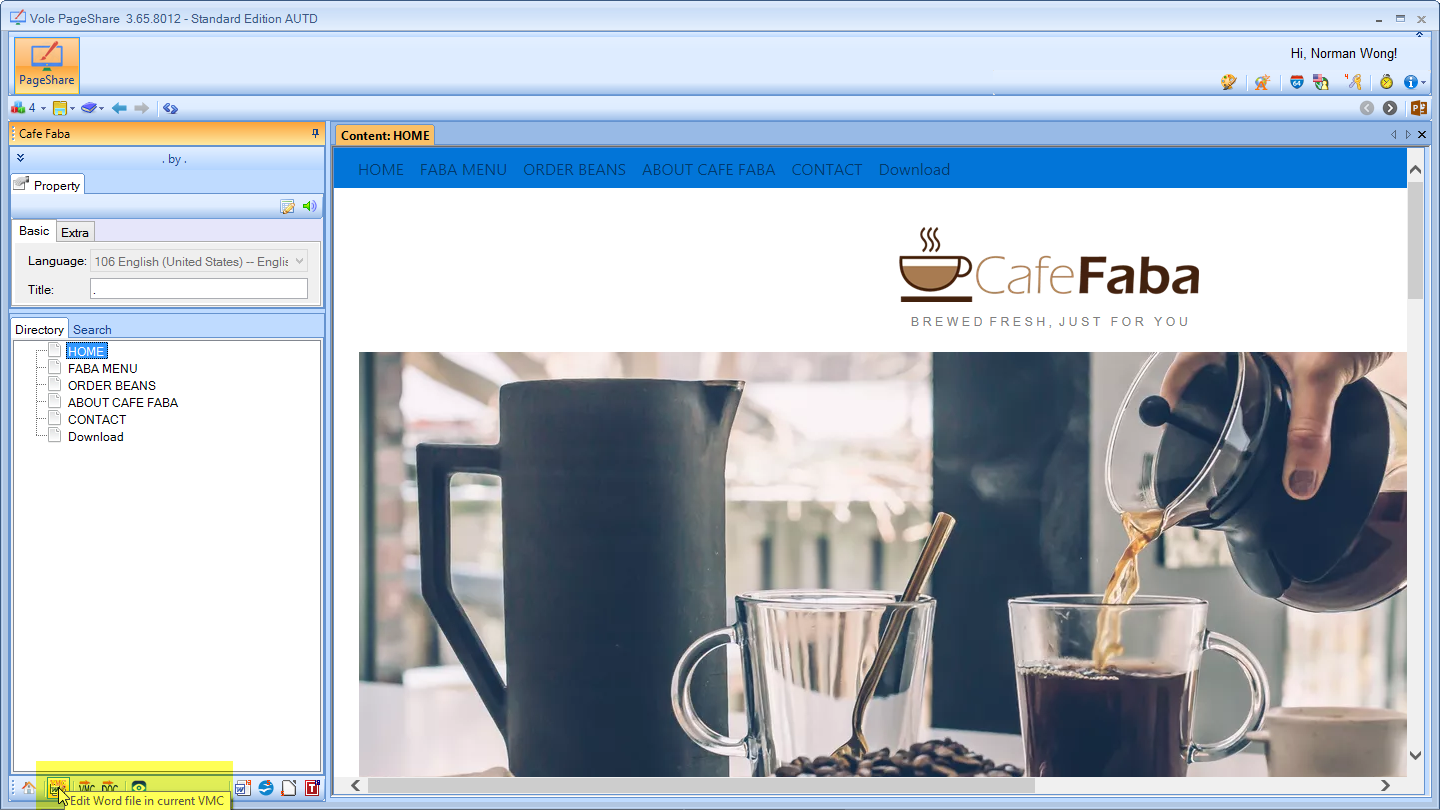 Vole PageShare 3.65.8012 - Standard Edition AUTD
PageShare
Hi, Norman Wong!
4
Cafe Faba
. by .
Property
Basic
Extra
Language:
106 English (United States) -- Englis
Title:
.
Directory
Search
HOME
FABA MENU
ORDER BEANS
ABOUT CAFE FABA
CONTACT
Download
VMC
DOC
Edit Word file in current VMC
Content: HOME
HOME FABA MENU ORDER BEANS ABOUT CAFE FABA CONTACT Download
CafeFaba
BREWED FRESH, JUST FOR YOU